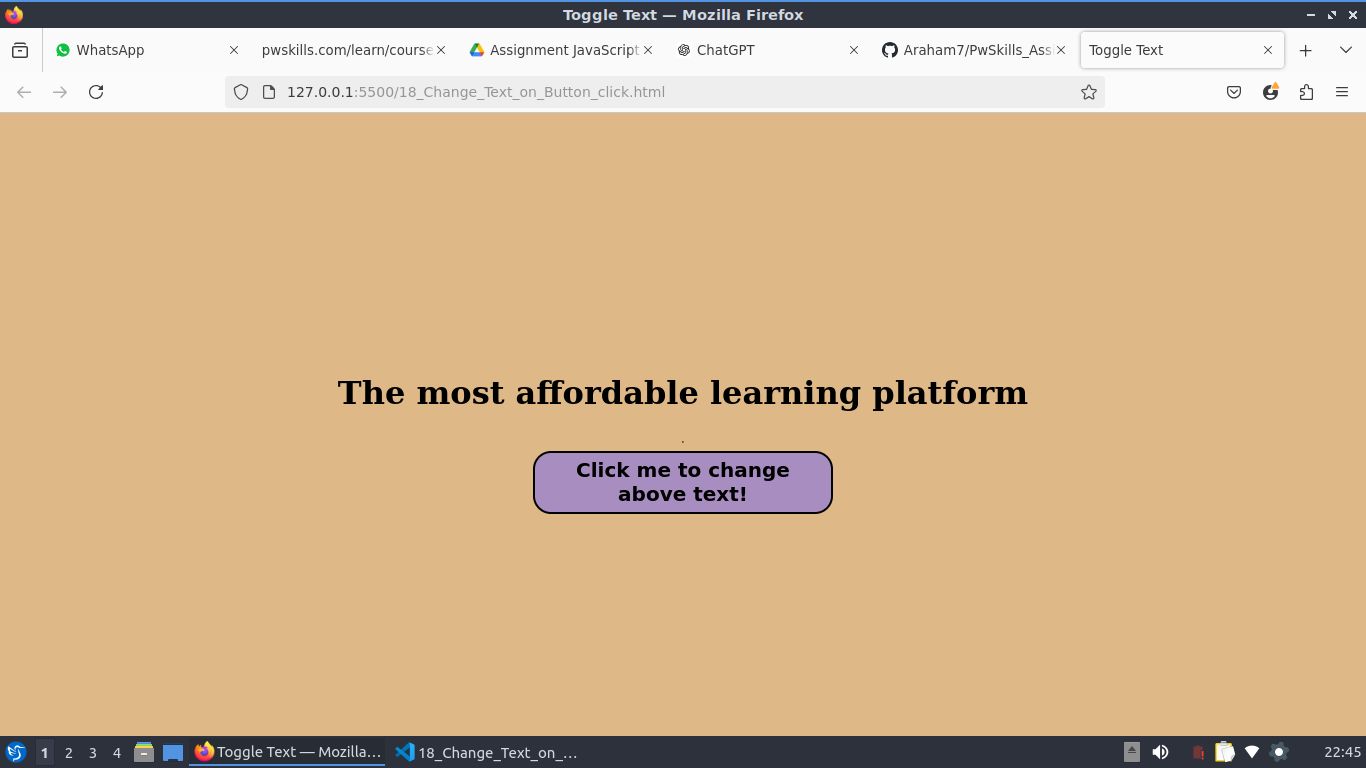 Toggle Text — Mozilla Firefox
WhatsApp
pwskills.com/learn/course
Assignment JavaScript
ChatGPT
Araham7/PwSkills_Ass
Toggle Text
127.0.0.1:5500/18_Change_Text_on_Button_click.html
The most affordable learning platform
.
Click me to change
above text!
1 2 3 4
Toggle Text — Mozilla...
18_Change_Text_on_...
22:45